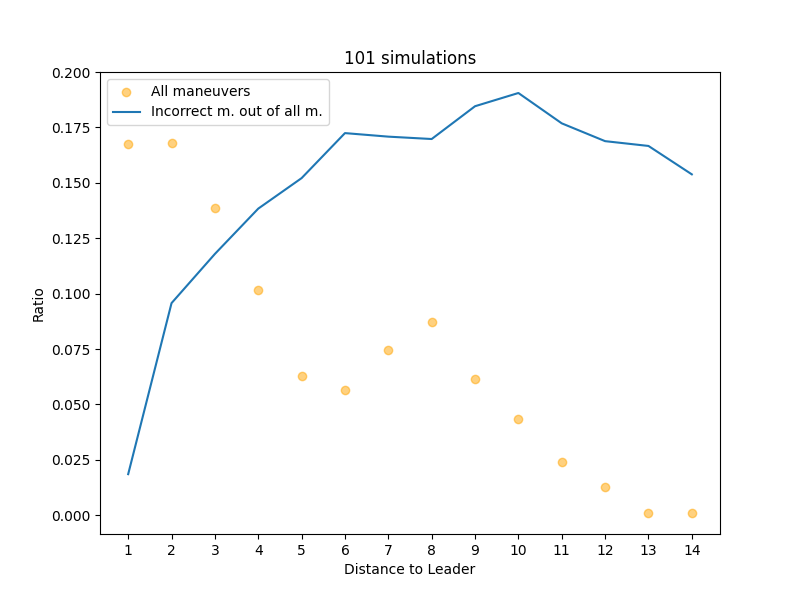 101 simulations
All maneuvers
Incorrect m. out of all m.
0.200
0.175
0.150
0.125
0.100
0.075
0.050
0.025
0.000
Ratio
1 2 3 4 5 6 7 8 9 10 11 12 13 14
Distance to Leader